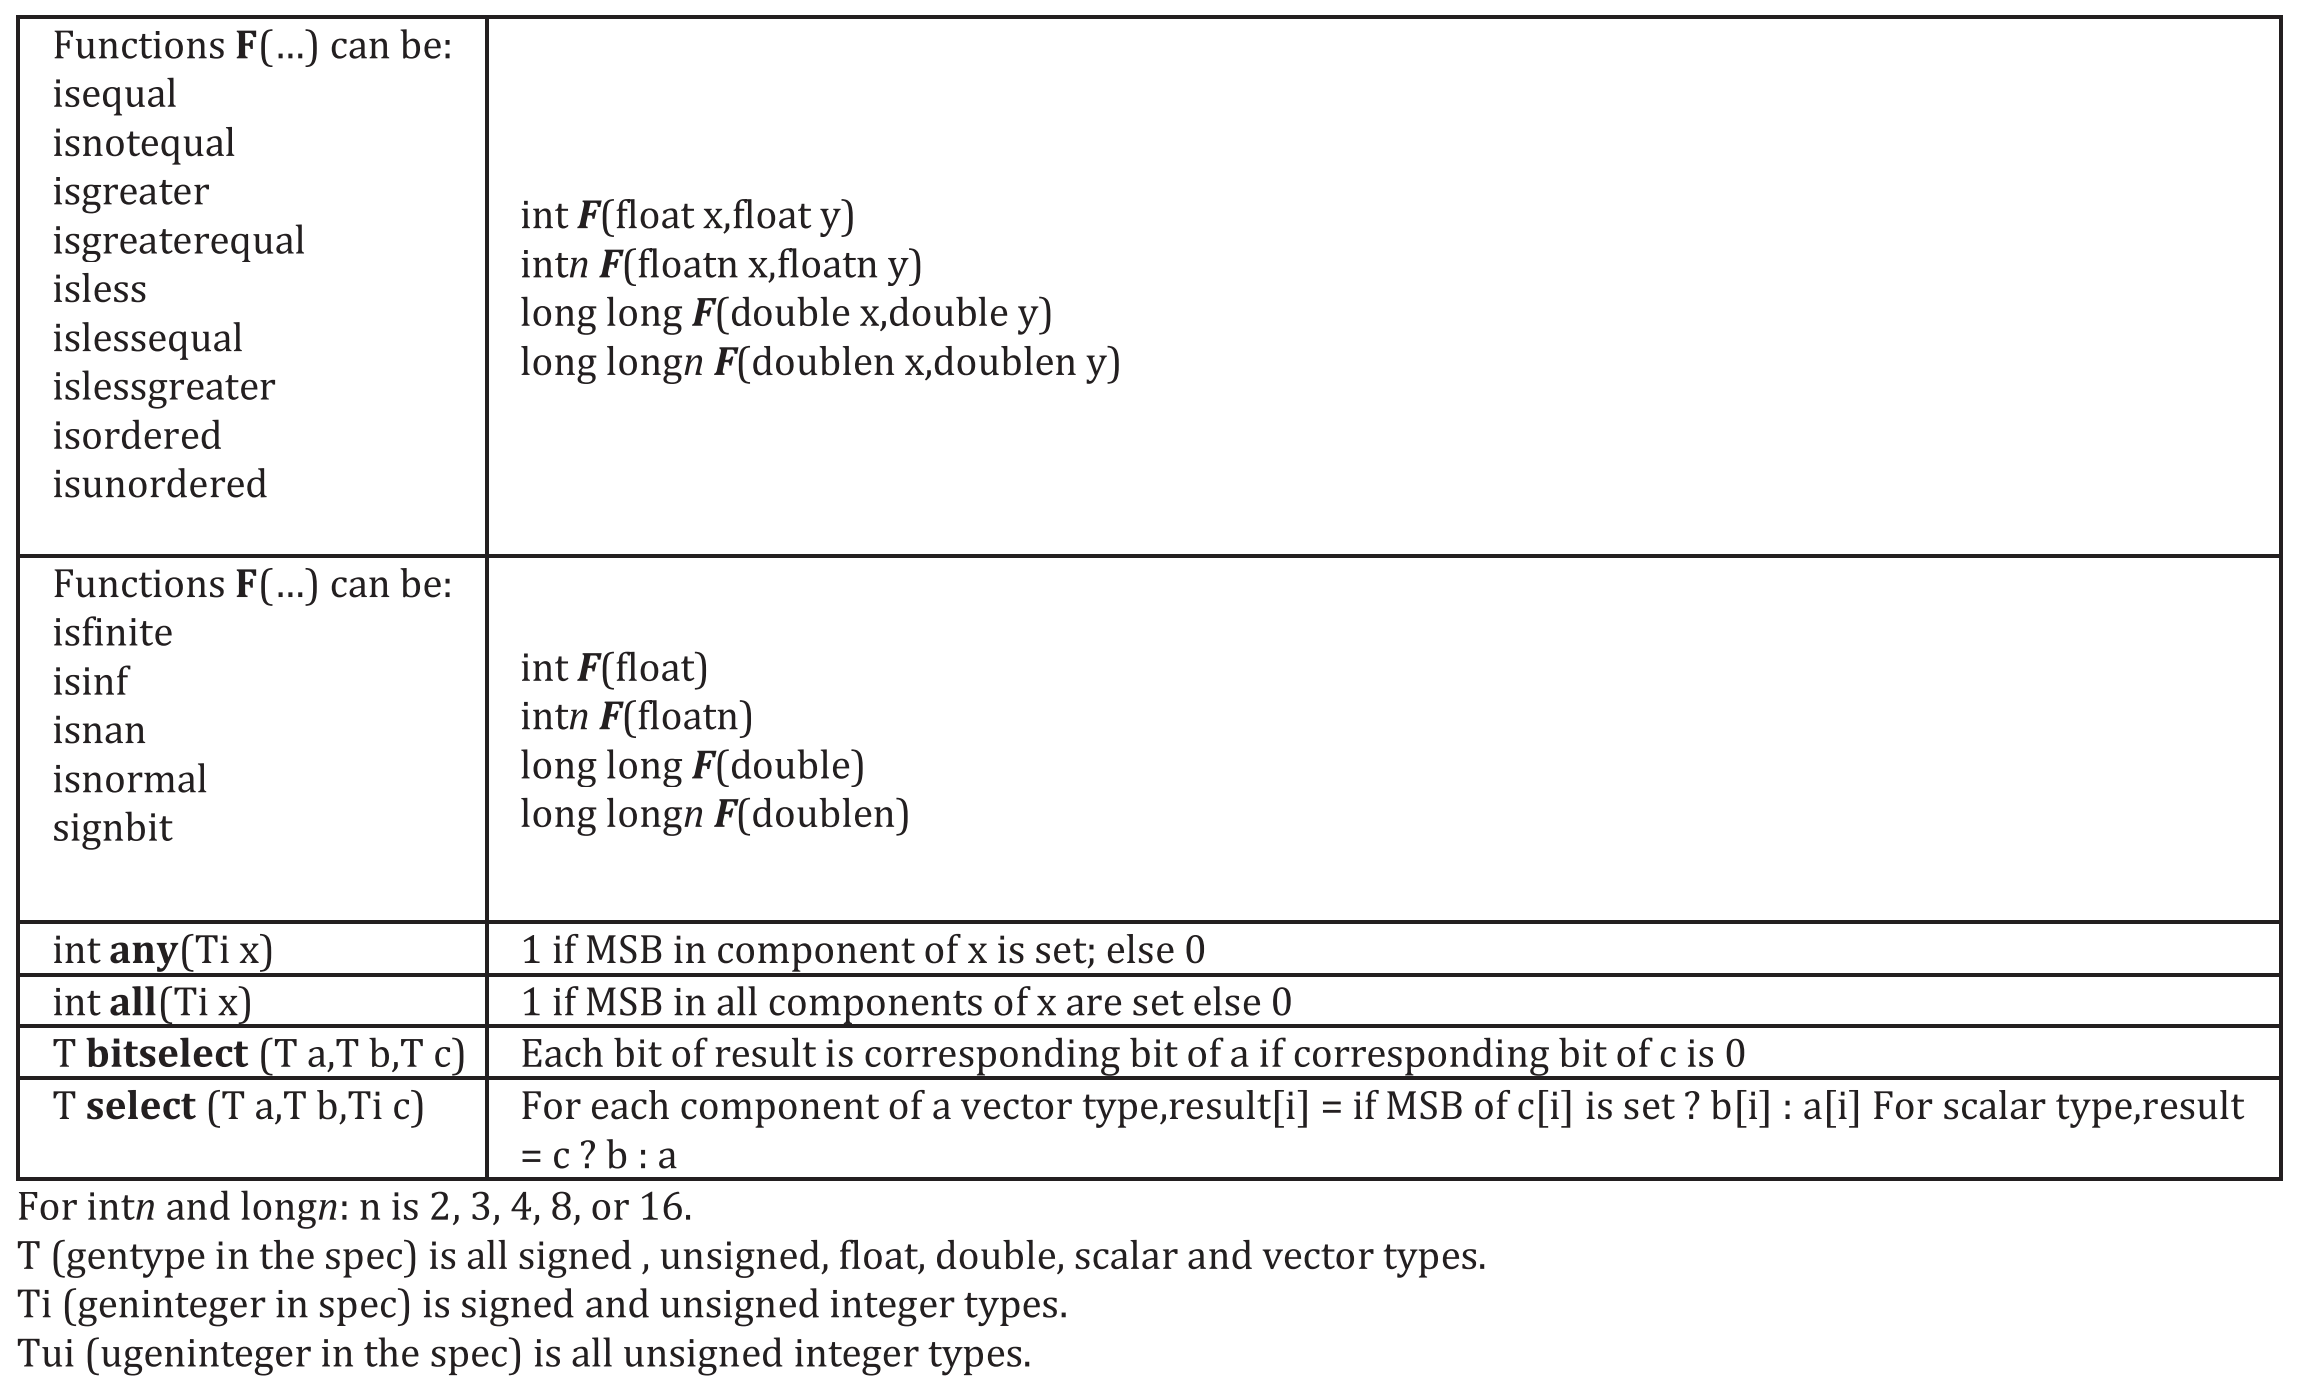 Functions F(…) can be:
isequal
isnotequal
isgreater
isgreaterequal
isless
islessequal
islessgreater
isordered
isunordered
int F(float x,float y)
intn F(floatn x,floatn y)
long long F(double x,double y)
long longn F(doublen x,doublen y)
Functions F(…) can be:
isfinite
isinf
isnan
isnormal
signbit
int F(float)
intn F(floatn)
long long F(double)
long longn F(doublen)
int any(Ti x)
1 if MSB in component of x is set; else 0
int all(Ti x)
1 if MSB in all components of x are set else 0
T bitselect (T a,T b,T c)
Each bit of result is corresponding bit of a if corresponding bit of c is 0
T select (T a,T b,Ti c)
For each component of a vector type,result[i] = if MSB of c[i] is set ? b[i] : a[i] For scalar type,result
= c ? b : a
For intn and longn: n is 2, 3, 4, 8, or 16.
T (gentype in the spec) is all signed , unsigned, float, double, scalar and vector types.
Ti (geninteger in spec) is signed and unsigned integer types.
Tui (ugeninteger in the spec) is all unsigned integer types.